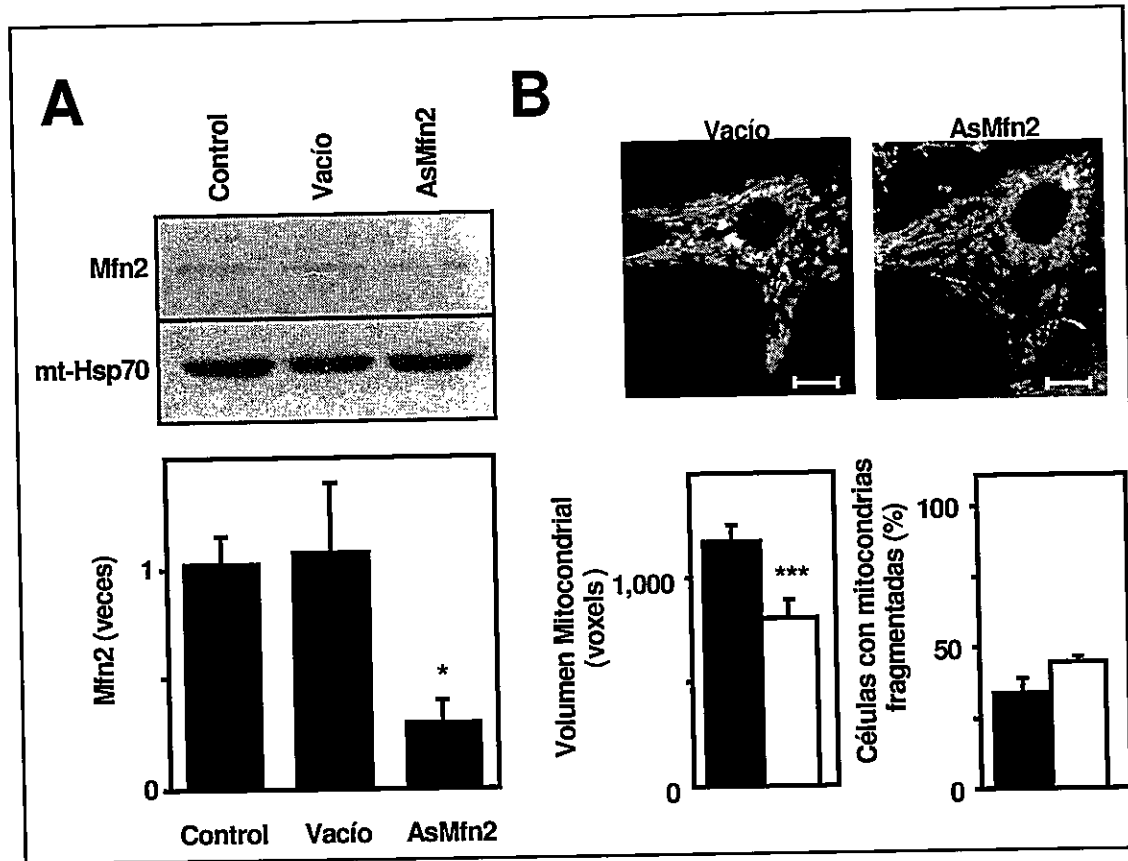 A
Control
Vacío
AsMfn2
Mfn2
mt-Hsp70
Mfn2 (veces)
1
0
*
Control Vacío AsMfn2
B
Vacío AsMfn2
Volumen Mitocondrial
(voxels)
1,000
0
***
Células con mitocondrias
fragmentadas (%)
100
50
0